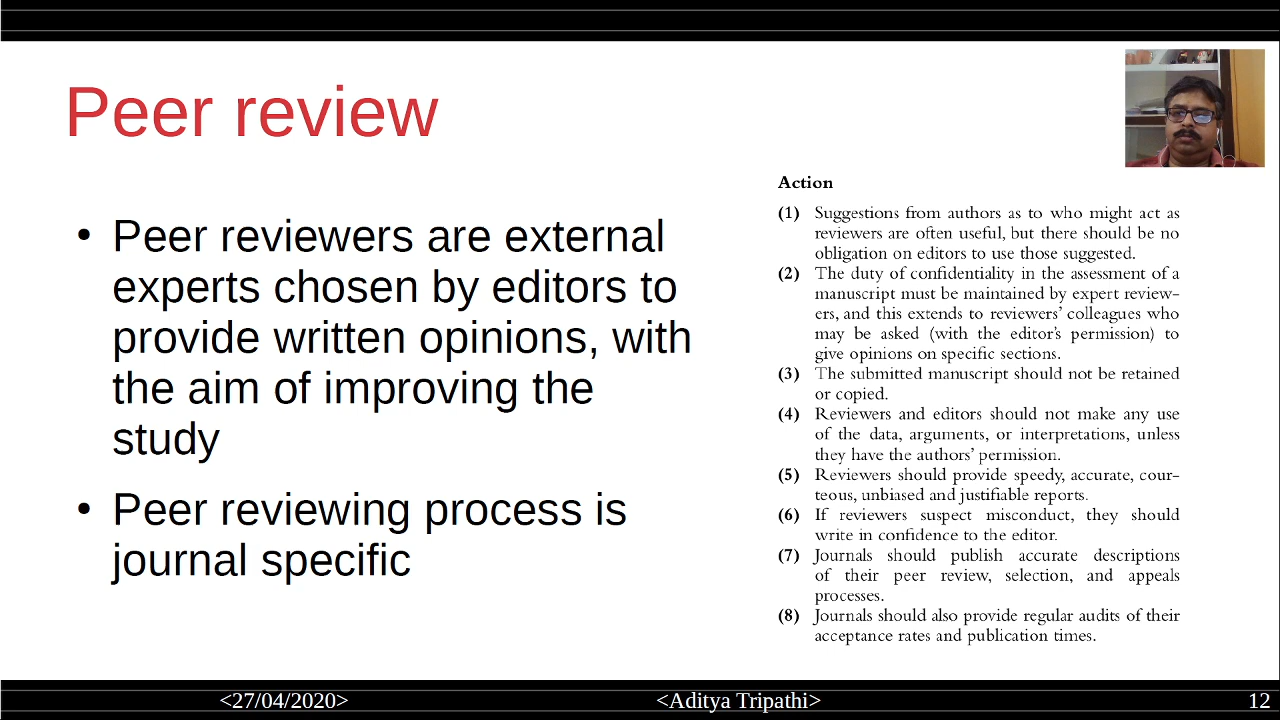 Peer review
• Peer reviewers are external
experts chosen by editors to
provide written opinions, with
the aim of improving the
study
• Peer reviewing process is
journal specific
Action
(1) Suggestions from authors as to who might act as
reviewers are often useful, but there should be no
obligation on editors to use those suggested.
(2) The duty of confidentiality in the assessment of a
manuscript must be maintained by expert review-
ers, and this extends to reviewers' colleagues who
may be asked (with the editor's permission) to
give opinions on specific sections.
(3) The submitted manuscript should not be retained
or copied.
(4) Reviewers and editors should not make any use
of the data, arguments, or interpretations, unless
they have the authors' permission.
(5) Reviewers should provide speedy, accurate, cour-
teous, unbiased and justifiable reports.
(6) If reviewers suspect misconduct, they should
write in confidence to the editor.
(7) Journals should publish accurate descriptions
of their peer review, selection, and appeals
processes.
(8) Journals should also provide regular audits of their
acceptance rates and publication times.
<27/04/2020>
<Aditya Tripathi>
12